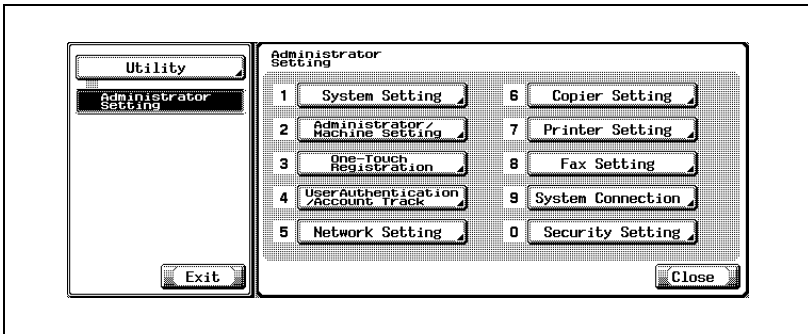 Utility
Administrator
Setting
Exit
Administrator
Setting
1 System Setting
2 Administrator/
Machine Setting
3 One-Touch
Registration
4 UserAuthentication
/Account Track
5 Network Setting
6 Copier Setting
7 Printer Setting
8 Fax Setting
9 System Connection
0 Security Setting
Close